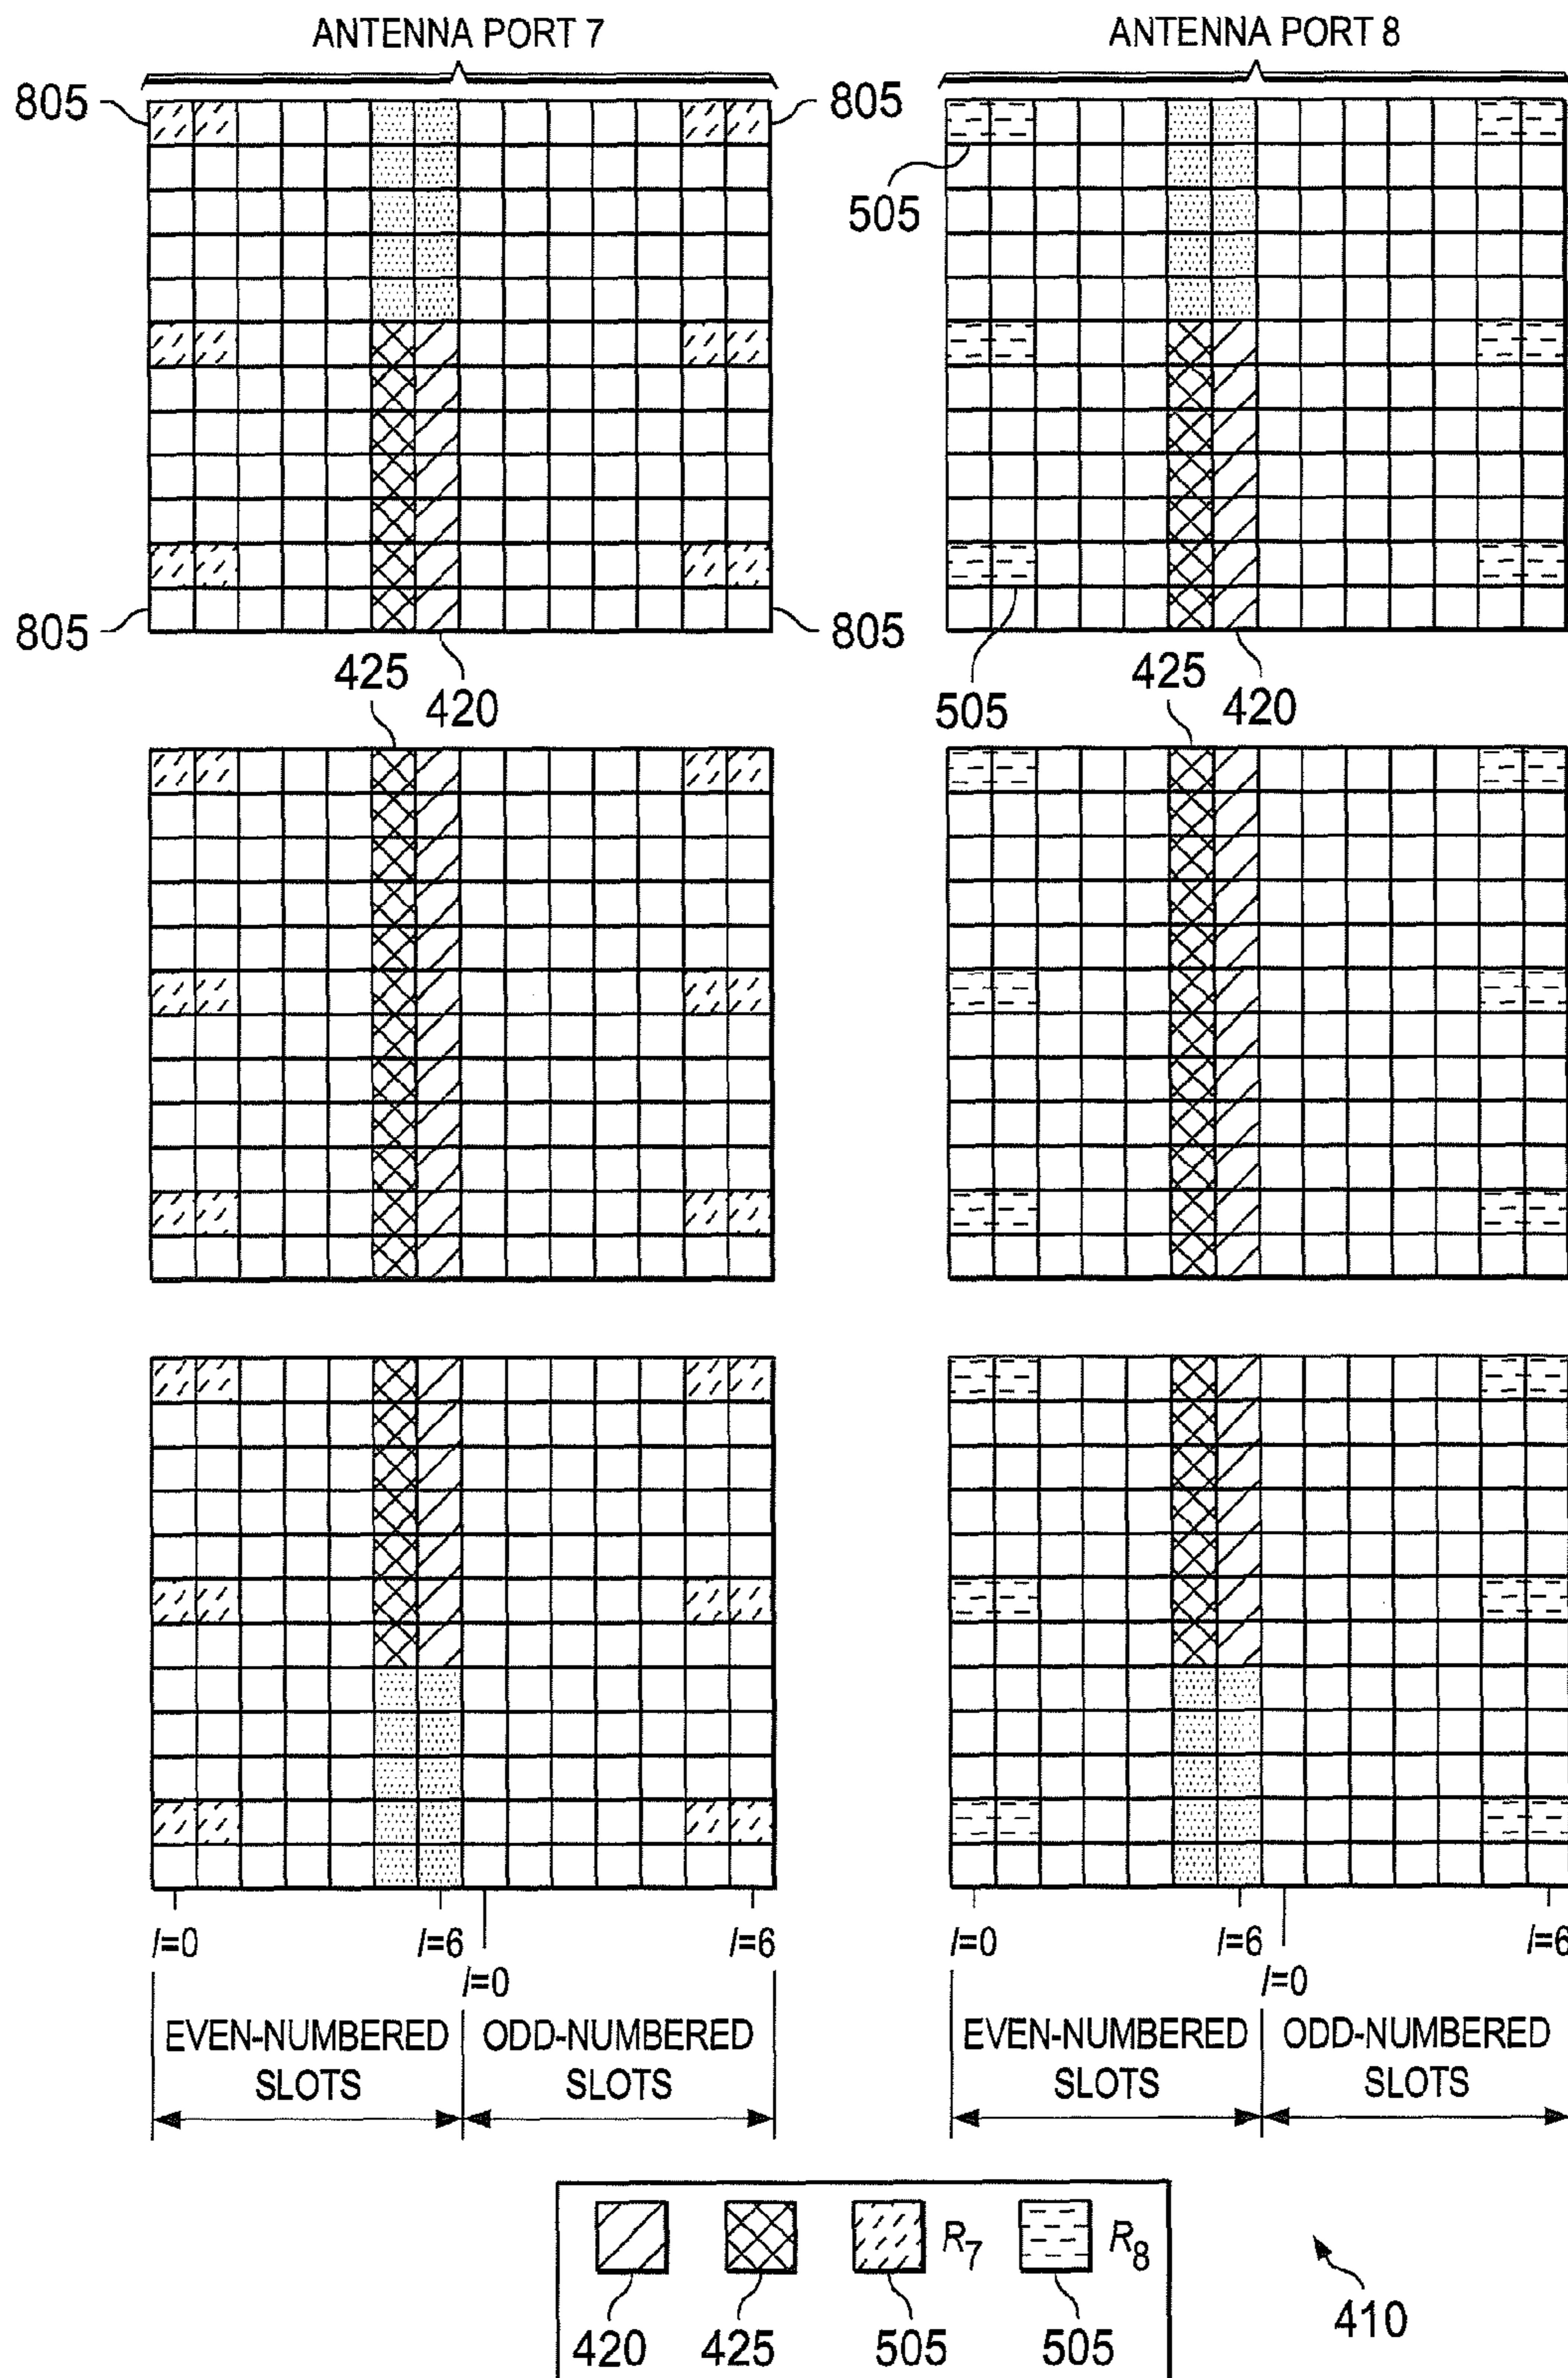 ANTENNA PORT 7
ANTENNA PORT 8
805
805
505
805
805
425
420
505
425
420
l=0
l=6
l=6
l=0
l=0
l=6
l=6
l=0
EVEN-NUMBERED
SLOTS
ODD-NUMBERED
SLOTS
EVEN-NUMBERED
SLOTS
ODD-NUMBERED
SLOTS
R7
R8
420
425
505
505
410